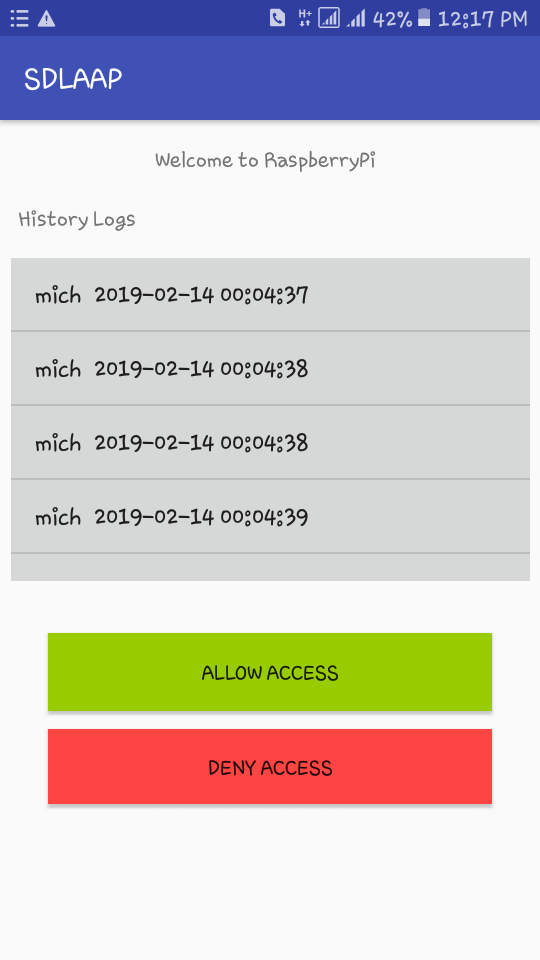 H+ 42% 12:17 PM
SDLAAP
Welcome to RaspberryPi
History Logs
mich 2019-02-14 00:04:37
mich 2019-02-14 00:04:38
mich 2019-02-14 00:04:38
mich 2019-02-14 00:04:39
ALLOW ACCESS
DENY ACCESS